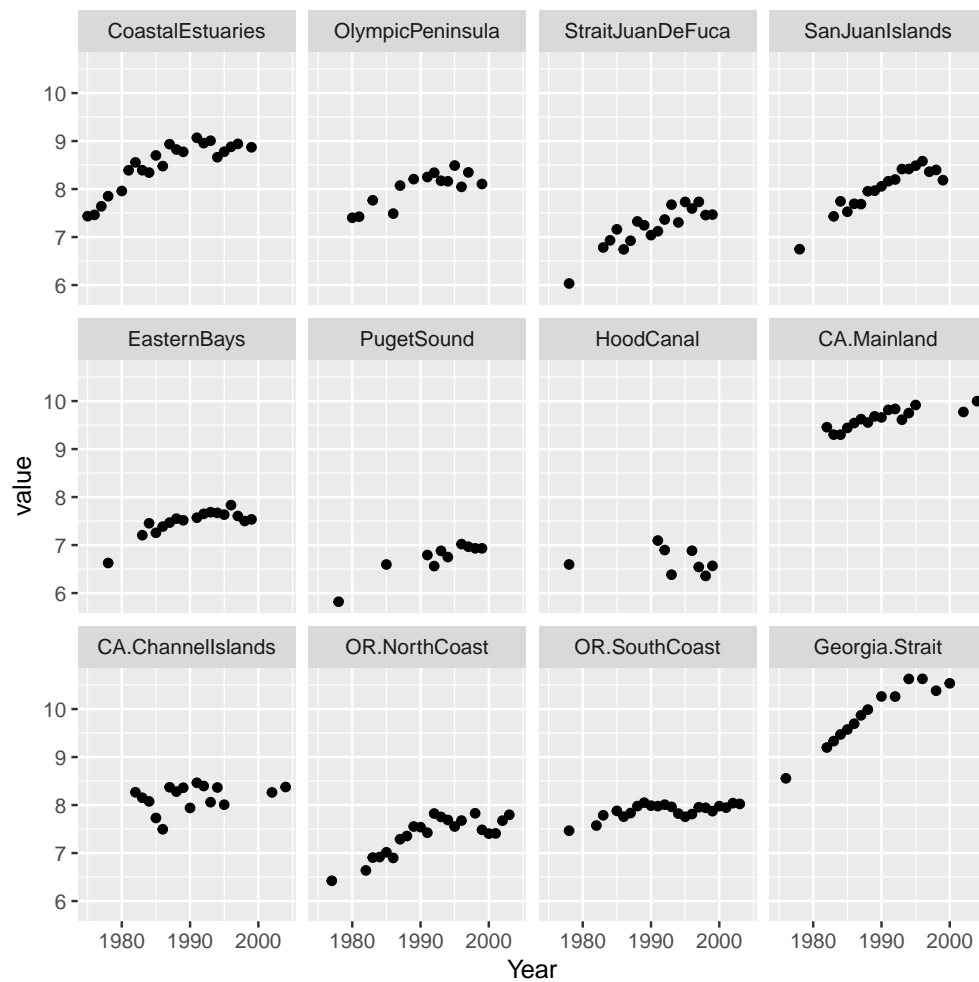 CoastalEstuaries OlympicPeninsula StraitJuanDeFuca SanJuanIslands
10
9
8
7
6
EasternBays PugetSound HoodCanal CA.Mainland
10
9
8
7
6
value
CA.ChannelIslands OR.NorthCoast OR.SouthCoast Georgia.Strait
10
9
8
7
6
1980 1990 2000 1980 1990 2000 1980 1990 2000 1980 1990 2000
Year